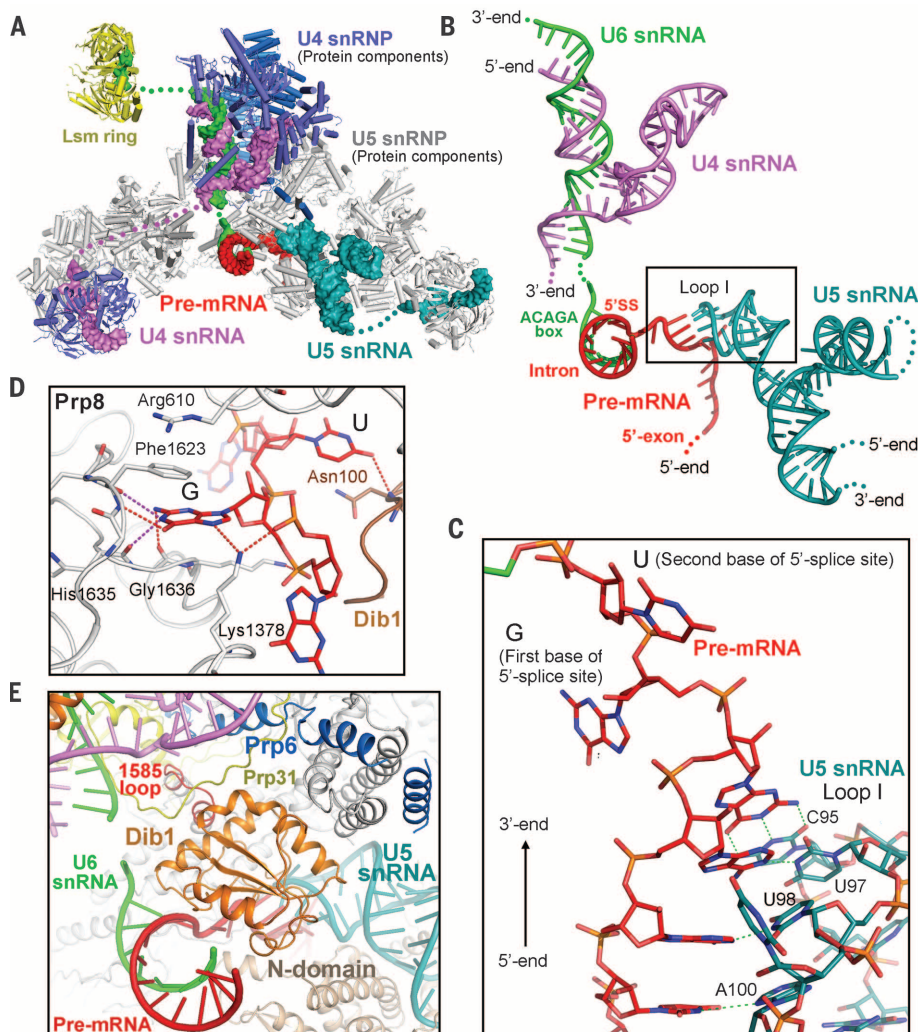 A
U4 snRNP
(Protein components)
Lsm ring
U5 snRNP
(Protein components)
Pre-mRNA
U4 snRNA
U5 snRNA
B
3’-end
U6 snRNA
5’-end
U4 snRNA
3’-end
Loop I
U5 snRNA
5’SS
ACAGA
box
Intron
Pre-mRNA
5’-exon
5’-end
5’-end
3’-end
D
Prp8
Arg610
U
Phe1623
Asn100
G
His1635
Gly1636
Dib1
Lys1378
C
U (Second base of 5’-splice site)
Pre-mRNA
G
(First base of
5’-splice site)
U5 snRNA
Loop I
C95
3’-end
U97
U98
5’-end
A100
E
Prp6
1585
loop
Prp31
Dib1
U6
snRNA
U5
snRNA
N-domain
Pre-mRNA